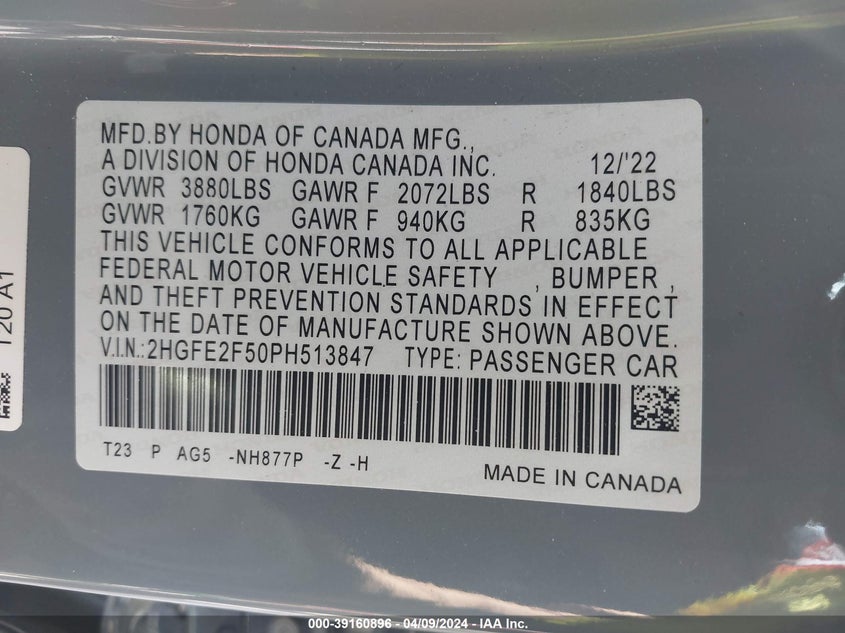 MFD.BY HONDA OF CANADA MFG.,
A DIVISION OF HONDA CANADA INC. 12/'22
GVWR 3880LBS GAWR F 2072LBS R 1840LBS
GVWR 1760KG GAWR F 940KG R 835KG
THIS VEHICLE CONFORMS TO ALL APPLICABLE
FEDERAL MOTOR VEHICLE SAFETY , BUMPER ,
AND THEFT PREVENTION STANDARDS IN EFFECT
ON THE DATE OF MANUFACTURE SHOWN ABOVE.
V.I.N.:2HGFE2F50PH513847 TYPE: PASSENGER CAR
T23 P AG5 -NH877P -Z -H
MADE IN CANADA
T20 A1
000-39160896 - 04/09/2024 - IAA Inc.